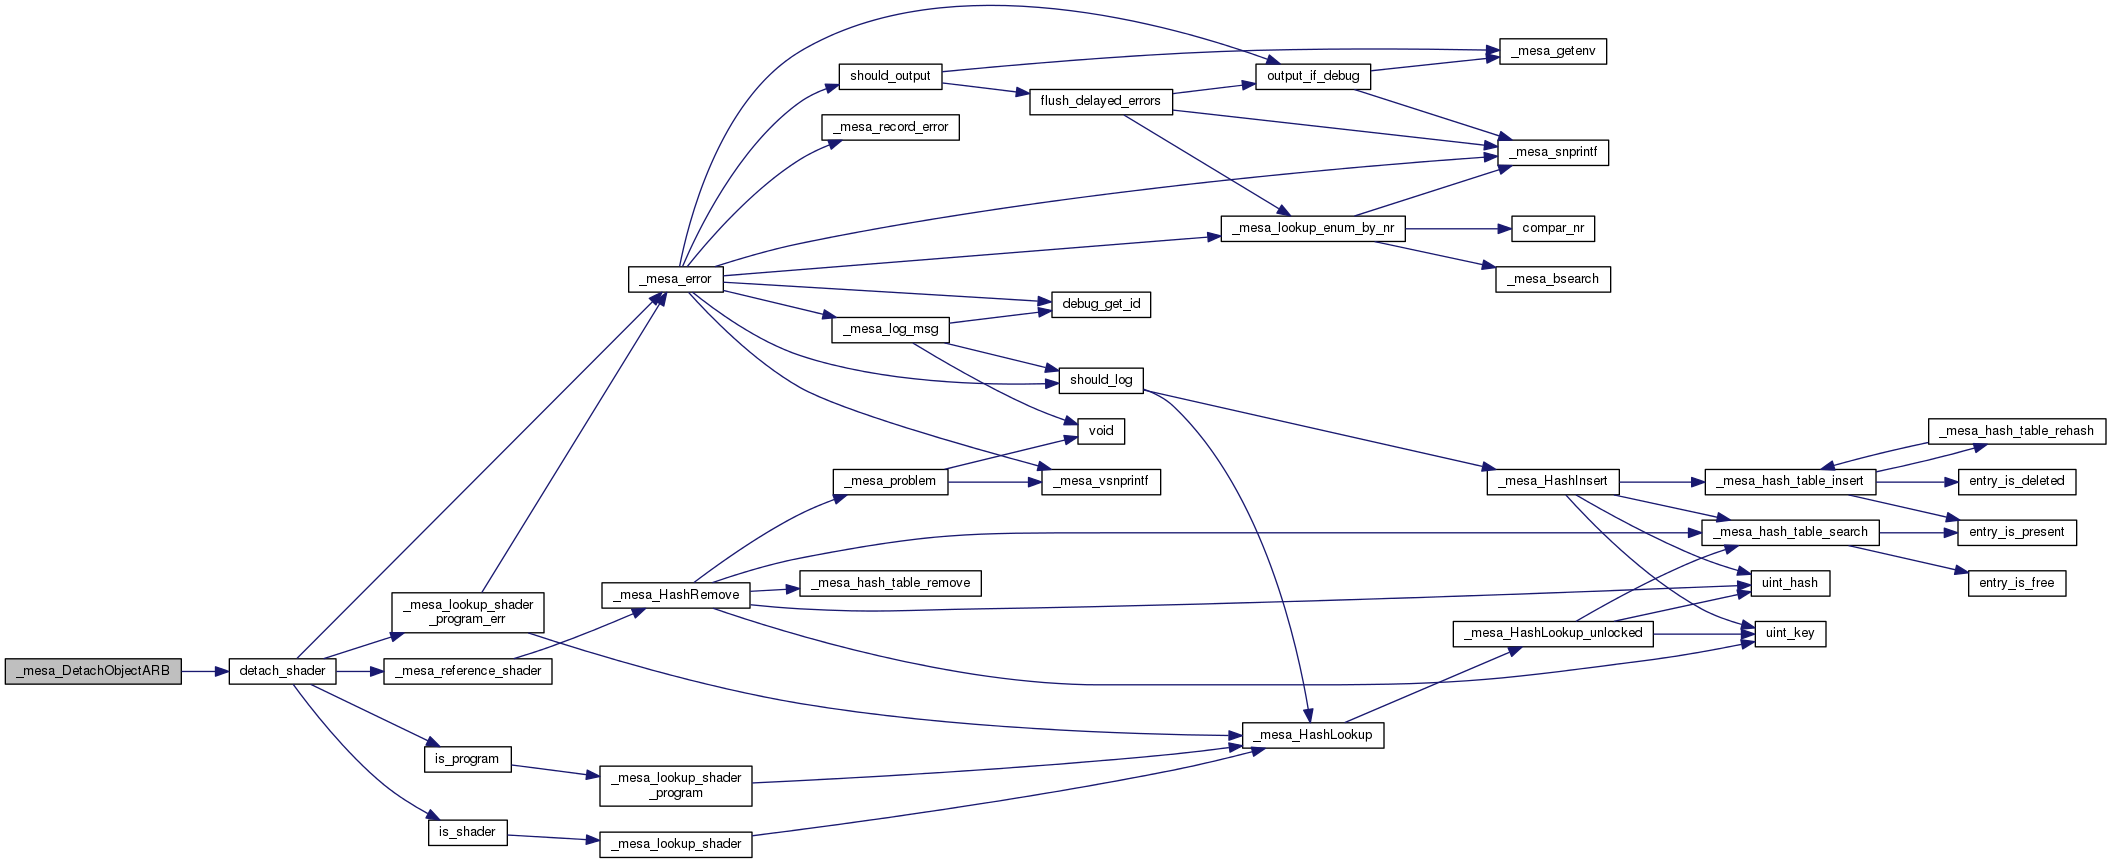 _mesa_getenv
should_output
output_if_debug
flush_delayed_errors
_mesa_record_error
_mesa_snprintf
_mesa_lookup_enum_by_nr
compar_nr
_mesa_error
_mesa_bsearch
debug_get_id
_mesa_log_msg
should_log
void
_mesa_hash_table_rehash
_mesa_problem
_mesa_vsnprintf
_mesa_HashInsert
_mesa_hash_table_insert
entry_is_deleted
_mesa_hash_table_search
entry_is_present
_mesa_hash_table_remove
uint_hash
entry_is_free
_mesa_HashRemove
_mesa_lookup_shader
_program_err
_mesa_HashLookup_unlocked
uint_key
_mesa_DetachObjectARB
detach_shader
_mesa_reference_shader
_mesa_HashLookup
is_program
_mesa_lookup_shader
_program
is_shader
_mesa_lookup_shader